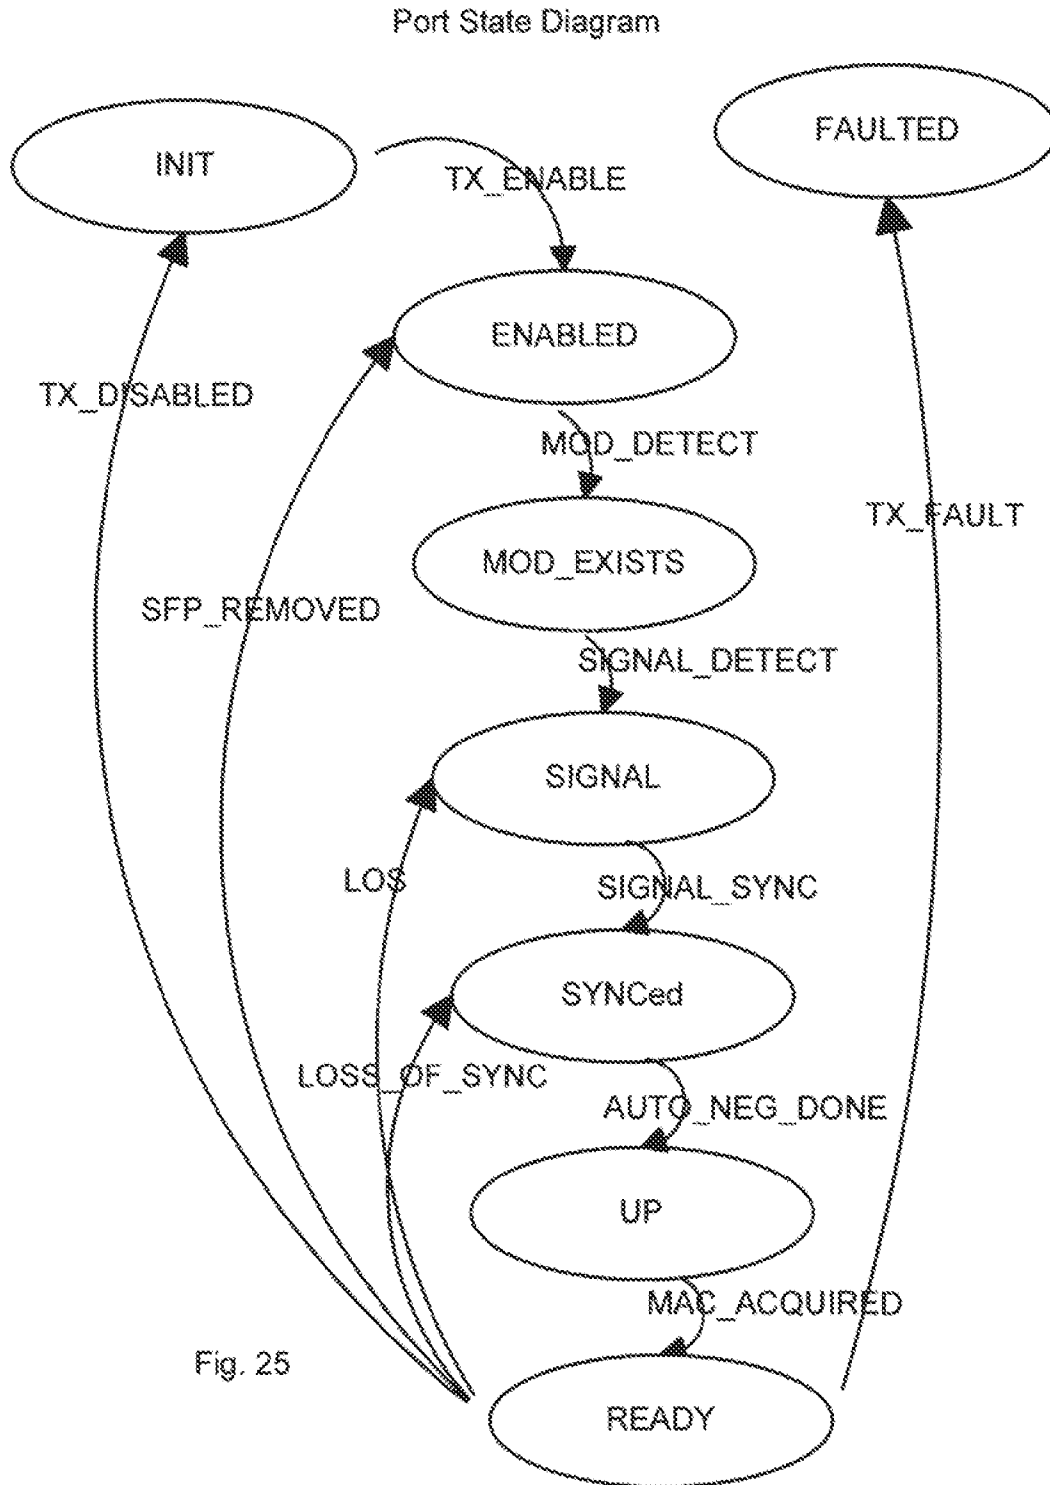 Port State Diagram
FAULTED
INIT
TX_ENABLE
ENABLED
TX_DISABLED
MOD_DETECT
TX_FAULT
MOD_EXISTS
SFP_REMOVED
SIGNAL_DETECT
SIGNAL
LOS
SIGNAL_SYNC
SYNCed
LOSS_OF_SYNC
AUTO_NEG_DONE
UP
MAC_ACQUIRED
Fig. 25
READY